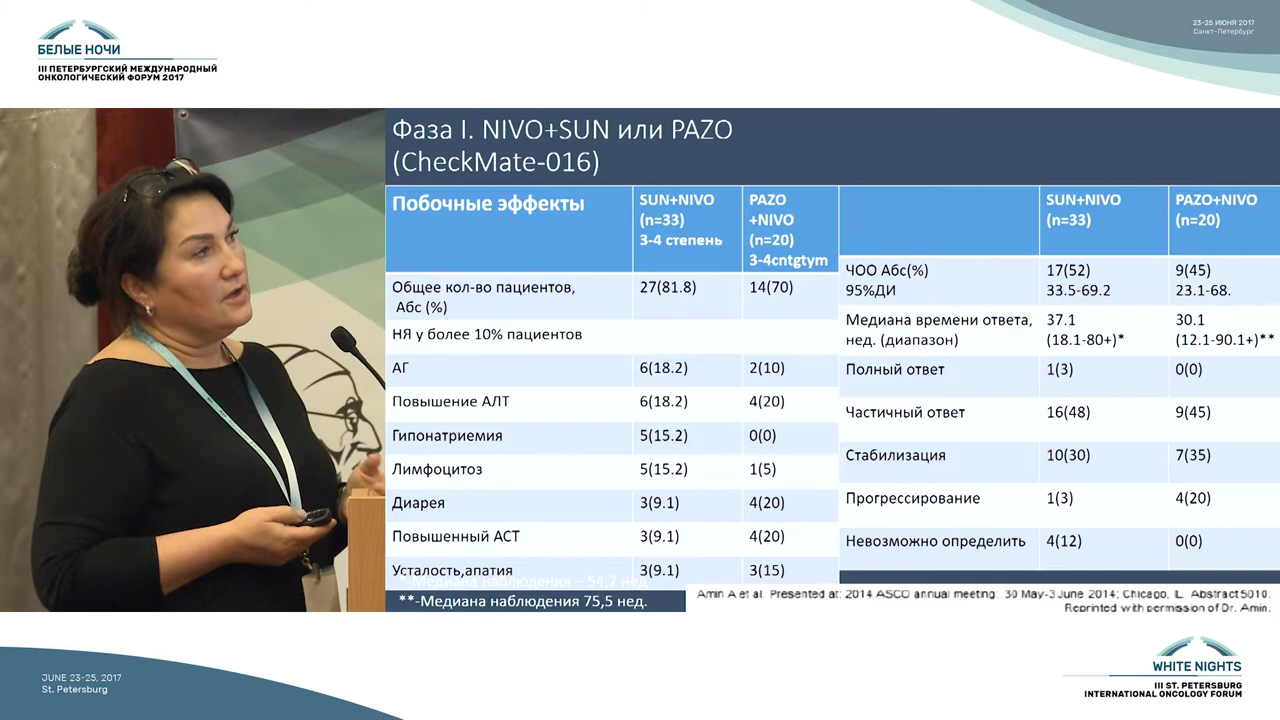 БЕЛЫЕ НОЧИ
III ПЕТЕРБУРГСКИЙ МЕЖДУНАРОДНЫЙ
ОНКОЛОГИЧЕСКИЙ ФОРУМ 2017
23-25 ИЮНЯ 2017
Санкт-Петербург
Фаза I. NIVO+SUN или PAZO
(CheckMate-016)
Побочные эффекты
SUN+NIVO
(n=33)
3-4 степень
PAZO
+NIVO
(n=20)
3-4cntgtym
Общее кол-во пациентов,
Абс (%)
27(81.8)
14(70)
НЯ у более 10% пациентов
АГ
6(18.2)
2(10)
Повышение АЛТ
6(18.2)
4(20)
Гипонатриемия
5(15.2)
0(0)
Лимфоцитоз
5(15.2)
1(5)
Диарея
3(9.1)
4(20)
Повышенный АСТ
3(9.1)
4(20)
Усталость,апатия
3(9.1)
3(15)
*-Медиана наблюдения – 54,7 нед
**-Медиана наблюдения 75,5 нед.
SUN+NIVO
(n=33)
PAZO+NIVO
(n=20)
ЧОО Абс(%)
95%ДИ
17(52)
33.5-69.2
9(45)
23.1-68.
Медиана времени ответа,
нед. (диапазон)
37.1
(18.1-80+)*
30.1
(12.1-90.1+)**
Полный ответ
1(3)
0(0)
Частичный ответ
16(48)
9(45)
Стабилизация
10(30)
7(35)
Прогрессирование
1(3)
4(20)
Невозможно определить
4(12)
0(0)
Amin A et al. Presented at: 2014 ASCO annual meeting; 30 May-3 June 2014; Chicago, IL. Abstract 5010.
Reprinted with permission of Dr. Amin.
JUNE 23-25, 2017
St. Petersburg
WHITE NIGHTS
III ST. PETERSBURG
INTERNATIONAL ONCOLOGY FORUM